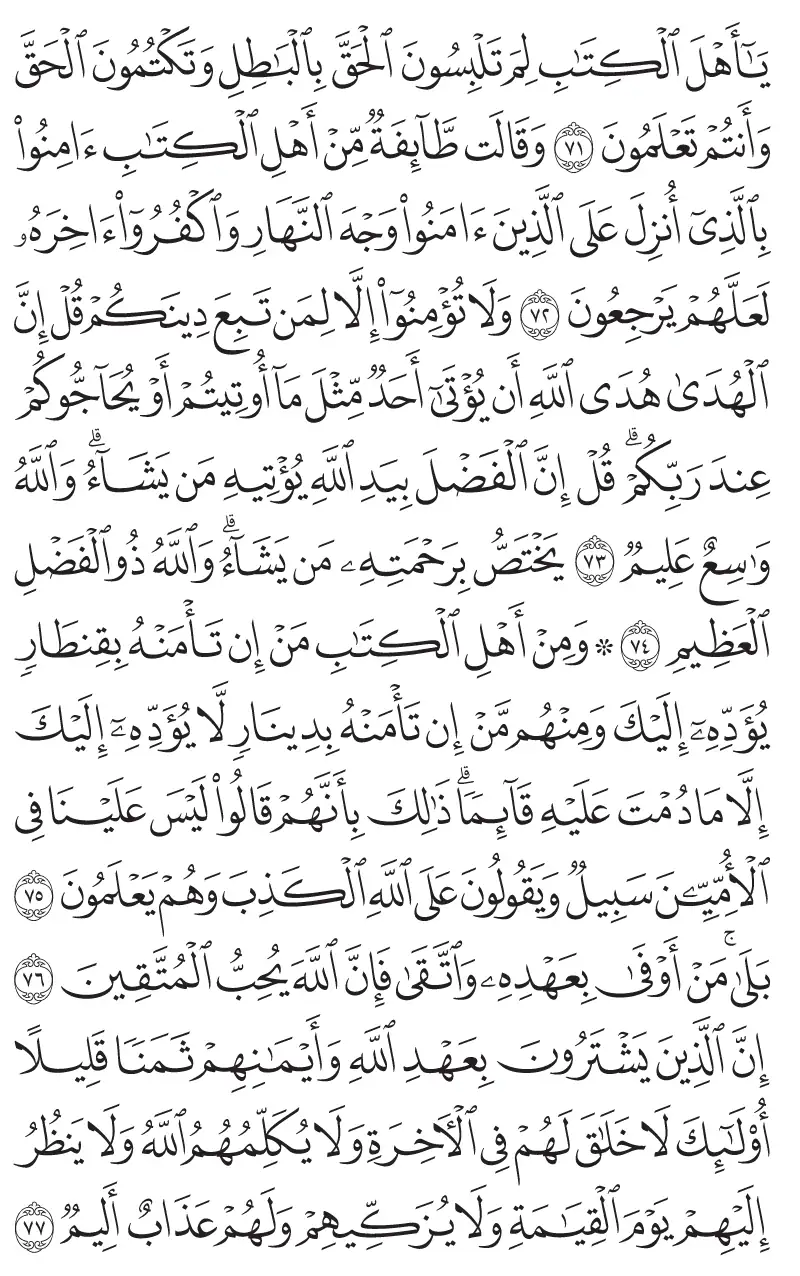 يَـٰٓأَهْلَ ٱلْكِتَـٰبِ لِمَ تَلْبِسُونَ ٱلْحَقَّ بِٱلْبَـٰطِلِ وَتَكْتُمُونَ ٱلْحَقَّ
وَأَنتُمْ تَعْلَمُونَ ٧١ وَقَالَت طَّآئِفَةٌ مِّنْ أَهْلِ ٱلْكِتَـٰبِ ءَامِنُوا۟
بِٱلَّذِىٓ أُنزِلَ عَلَى ٱلَّذِينَ ءَامَنُوا۟ وَجْهَ ٱلنَّهَارِ وَٱكْفُرُوٓا۟ ءَاخِرَهُۥ
لَعَلَّهُمْ يَرْجِعُونَ ٧٢ وَلَا تُؤْمِنُوٓا۟ إِلَّا لِمَن تَبِعَ دِينَكُمْ قُلْ إِنَّ
ٱلْهُدَىٰ هُدَى ٱللَّهِ أَن يُؤْتَىٰٓ أَحَدٌ مِّثْلَ مَآ أُوتِيتُمْ أَوْ يُحَآجُّوكُمْ
عِندَ رَبِّكُمْ ۗ قُلْ إِنَّ ٱلْفَضْلَ بِيَدِ ٱللَّهِ يُؤْتِيهِ مَن يَشَآءُ ۗ وَٱللَّهُ
وَٰسِعٌ عَلِيمٌ ٧٣ يَخْتَصُّ بِرَحْمَتِهِۦ مَن يَشَآءُ ۗ وَٱللَّهُ ذُو ٱلْفَضْلِ
ٱلْعَظِيمِ ٧٤ ۞ وَمِنْ أَهْلِ ٱلْكِتَـٰبِ مَنْ إِن تَأْمَنْهُ بِقِنطَارٍ
يُؤَدِّهِۦٓ إِلَيْكَ وَمِنْهُم مَّنْ إِن تَأْمَنْهُ بِدِينَارٍ لَّا يُؤَدِّهِۦٓ إِلَيْكَ
إِلَّا مَا دُمْتَ عَلَيْهِ قَآئِمًا ۗ ذَٰلِكَ بِأَنَّهُمْ قَالُوا۟ لَيْسَ عَلَيْنَا فِى
ٱلْأُمِّيِّـۧنَ سَبِيلٌ وَيَقُولُونَ عَلَى ٱللَّهِ ٱلْكَذِبَ وَهُمْ يَعْلَمُونَ ٧٥
بَلَىٰ ۚ مَنْ أَوْفَىٰ بِعَهْدِهِۦ وَٱتَّقَىٰ فَإِنَّ ٱللَّهَ يُحِبُّ ٱلْمُتَّقِينَ ٧٦
إِنَّ ٱلَّذِينَ يَشْتَرُونَ بِعَهْدِ ٱللَّهِ وَأَيْمَـٰنِهِمْ ثَمَنًا قَلِيلًا
أُو۟لَـٰٓئِكَ لَا خَلَـٰقَ لَهُمْ فِى ٱلْـَٔاخِرَةِ وَلَا يُكَلِّمُهُمُ ٱللَّهُ وَلَا يَنظُرُ
إِلَيْهِمْ يَوْمَ ٱلْقِيَـٰمَةِ وَلَا يُزَكِّيهِمْ وَلَهُمْ عَذَابٌ أَلِيمٌ ٧٧